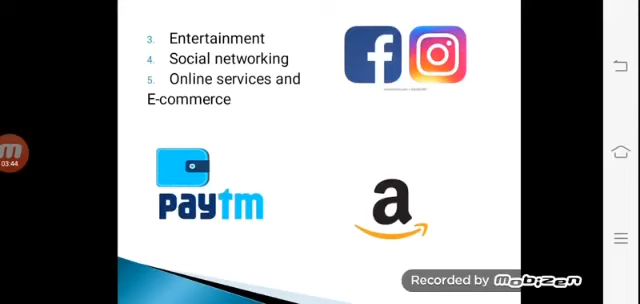 3. Entertainment
4. Social networking
5. Online services and
E-commerce
paytm
a
03:44
Recorded by Mobizen